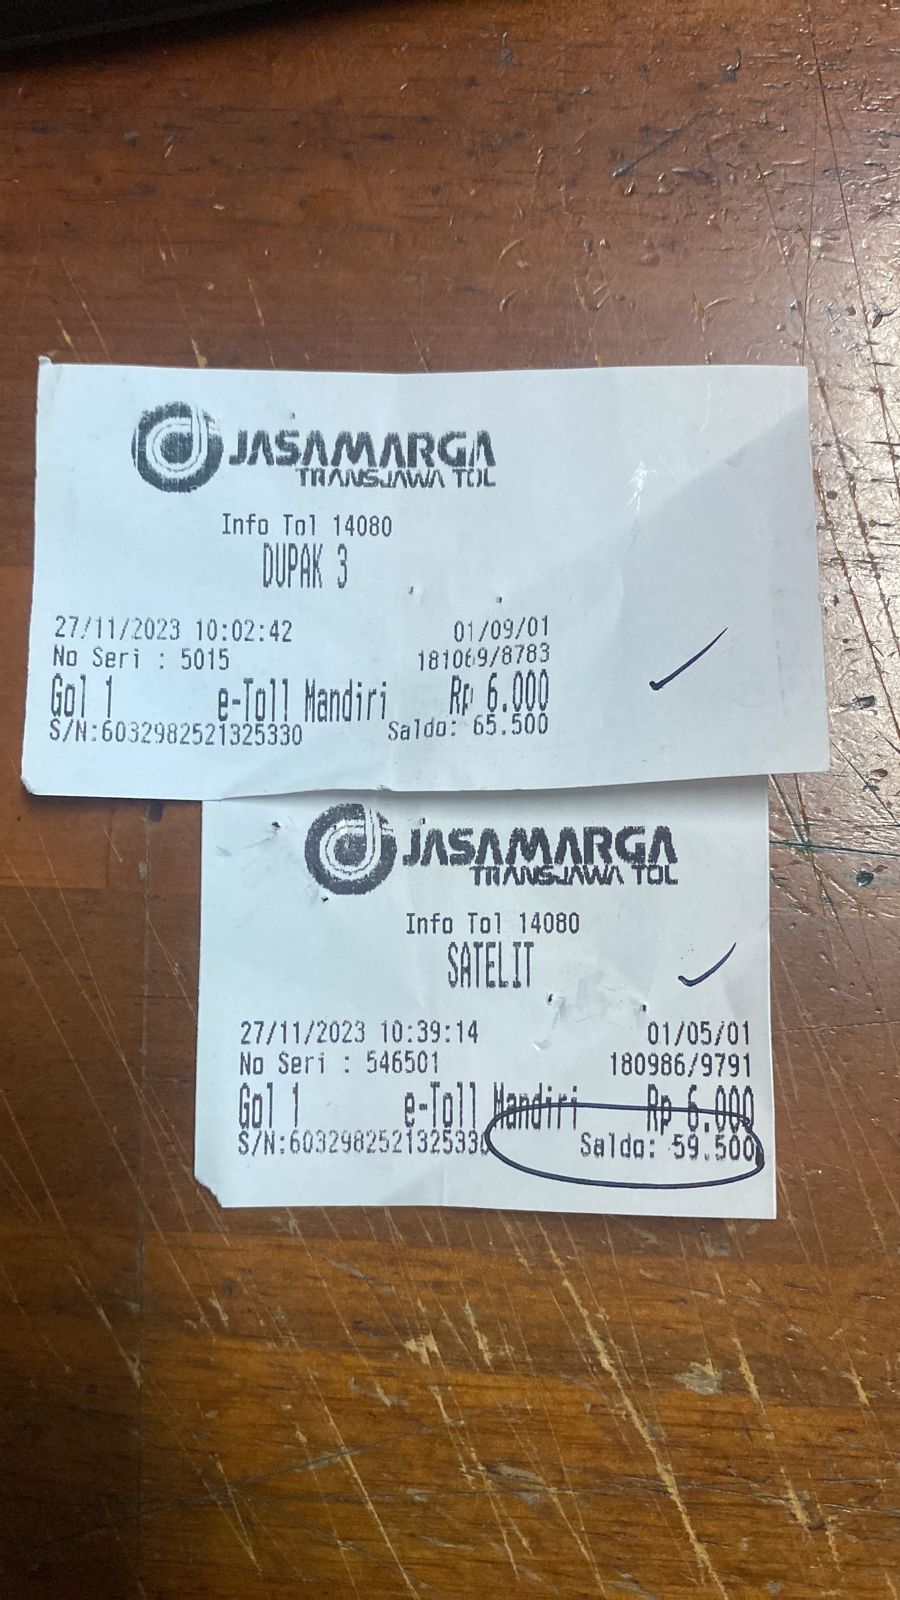 JASAMARGA
TRANSJAWA TOL
Info Tol 14080
DUPAK 3
27/11/2023 10:02:42 01/09/01
No Seri : 5015 181069/8783
Gol 1 e-Toll Mandiri Rp 6.000
S/N:6032982521325330 Saldo: 65.500
JASAMARGA
TRANSJAWA TOL
Info Tol 14080
SATELIT
27/11/2023 10:39:14 01/05/01
No Seri : 546501 180986/9791
Gol 1 e-Toll Mandiri Rp 6.000
S/N:6032982521325330 Saldo: 59.500